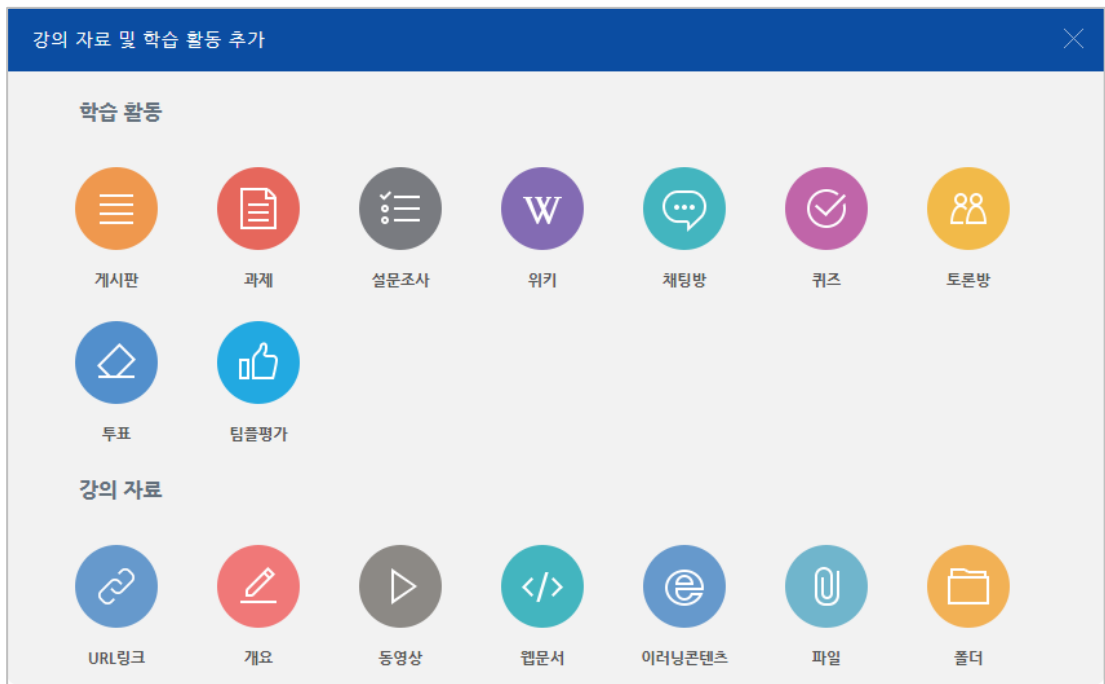 강의 자료 및 학습 활동 추가
학습 활동
W
게시판 과제 설문조사 위키 채팅방 퀴즈 토론방
투표 팀플평가
강의 자료
</>
e
URL링크 개요 동영상 웹문서 이러닝콘텐츠 파일 폴더